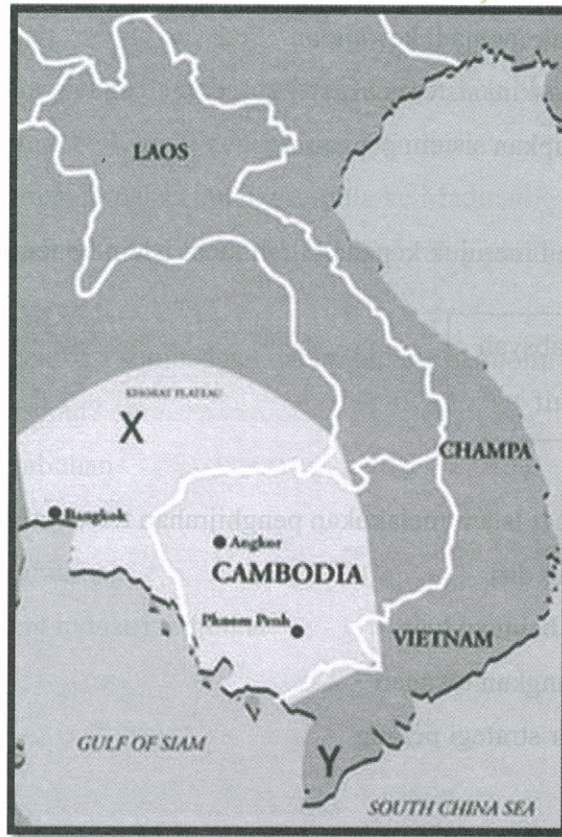 LAOS
KHORAT PLATEAU
X
CHAMPA
Bangkok
Angkor
CAMBODIA
Phnom Penh
VIETNAM
GULF OF SIAM
Y
SOUTH CHINA SEA